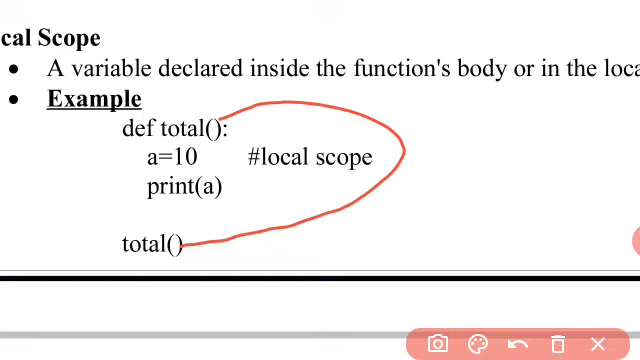 cal Scope
• A variable declared inside the function's body or in the loca
• Example
def total():
a=10 #local scope
print(a)
total()